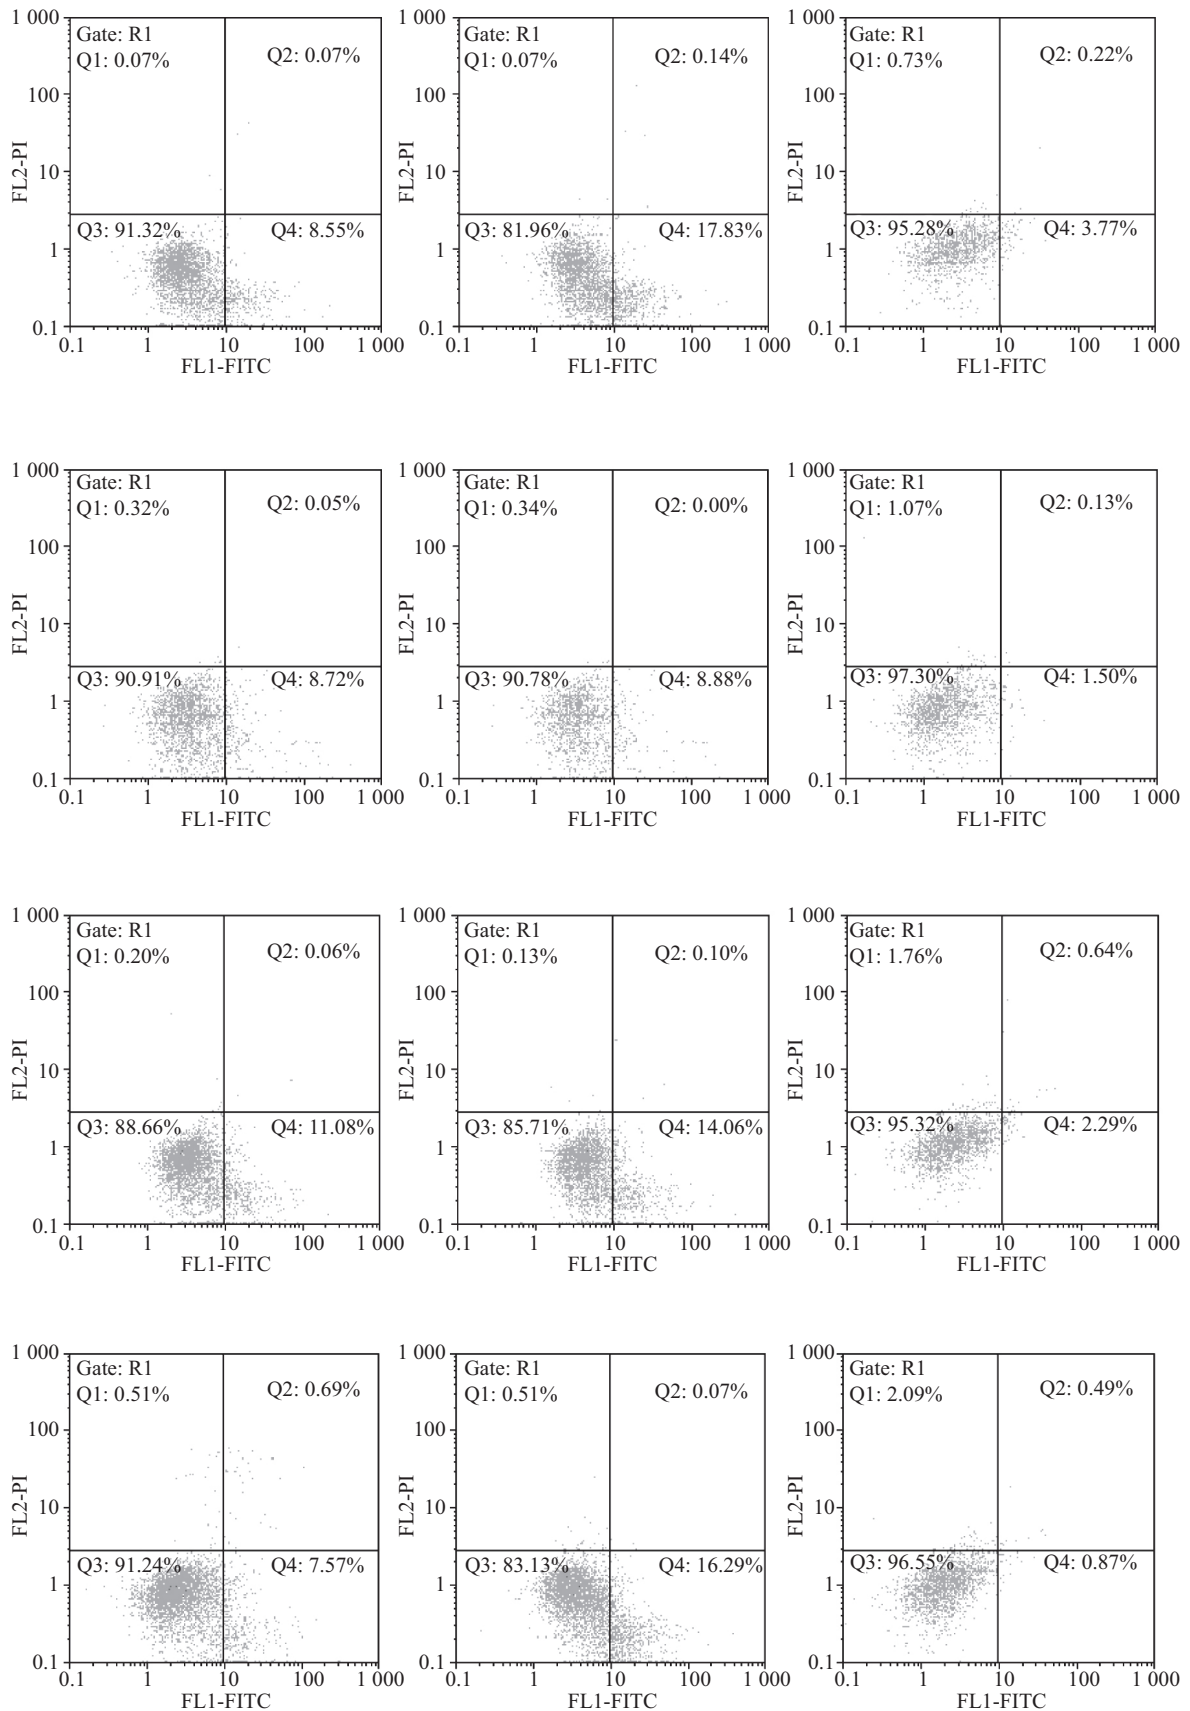 1 000
Gate: R1
Q1: 0.07%
Q2: 0.07%
100
FL2-PI
10
Q3: 91.32%
Q4: 8.55%
1
0.1
0.1 1 10 100 1 000
FL1-FITC
1 000
Gate: R1
Q1: 0.07%
Q2: 0.14%
100
FL2-PI
10
Q3: 81.96%
Q4: 17.83%
1
0.1
0.1 1 10 100 1 000
FL1-FITC
1 000
Gate: R1
Q1: 0.73%
Q2: 0.22%
100
FL2-PI
10
Q3: 95.28%
Q4: 3.77%
1
0.1
0.1 1 10 100 1 000
FL1-FITC
1 000
Gate: R1
Q1: 0.32%
Q2: 0.05%
100
FL2-PI
10
Q3: 90.91%
Q4: 8.72%
1
0.1
0.1 1 10 100 1 000
FL1-FITC
1 000
Gate: R1
Q1: 0.34%
Q2: 0.00%
100
FL2-PI
10
Q3: 90.78%
Q4: 8.88%
1
0.1
0.1 1 10 100 1 000
FL1-FITC
1 000
Gate: R1
Q1: 1.07%
Q2: 0.13%
100
FL2-PI
10
Q3: 97.30%
Q4: 1.50%
1
0.1
0.1 1 10 100 1 000
FL1-FITC
1 000
Gate: R1
Q1: 0.20%
Q2: 0.06%
100
FL2-PI
10
Q3: 88.66%
Q4: 11.08%
1
0.1
0.1 1 10 100 1 000
FL1-FITC
1 000
Gate: R1
Q1: 0.13%
Q2: 0.10%
100
FL2-PI
10
Q3: 85.71%
Q4: 14.06%
1
0.1
0.1 1 10 100 1 000
FL1-FITC
1 000
Gate: R1
Q1: 1.76%
Q2: 0.64%
100
FL2-PI
10
Q3: 95.32%
Q4: 2.29%
1
0.1
0.1 1 10 100 1 000
FL1-FITC
1 000
Gate: R1
Q1: 0.51%
Q2: 0.69%
100
FL2-PI
10
Q3: 91.24%
Q4: 7.57%
1
0.1
0.1 1 10 100 1 000
FL1-FITC
1 000
Gate: R1
Q1: 0.51%
Q2: 0.07%
100
FL2-PI
10
Q3: 83.13%
Q4: 16.29%
1
0.1
0.1 1 10 100 1 000
FL1-FITC
1 000
Gate: R1
Q1: 2.09%
Q2: 0.49%
100
FL2-PI
10
Q3: 96.55%
Q4: 0.87%
1
0.1
0.1 1 10 100 1 000
FL1-FITC